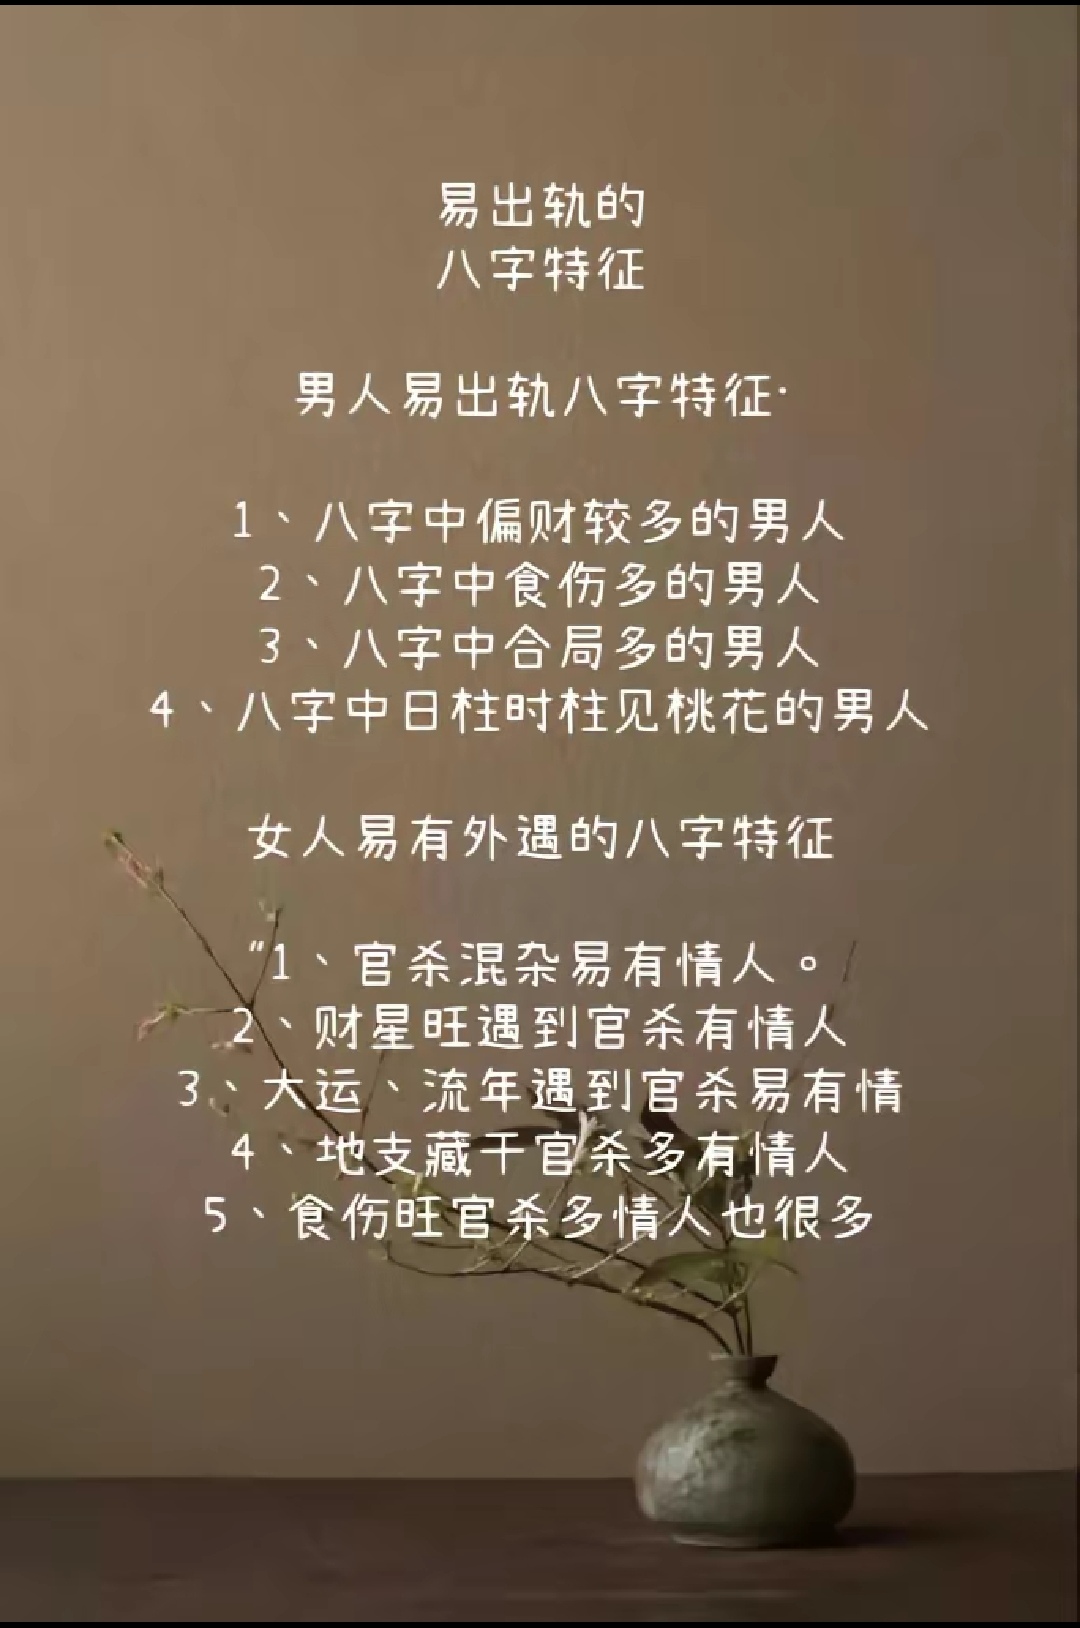 易出轨的
八字特征
男人易出轨八字特征·
1、八字中偏财较多的男人
2、八字中食伤多的男人
3、八字中合局多的男人
4、八字中日柱时柱见桃花的男人
女人易有外遇的八字特征
"1、官杀混杂易有情人。
2、财星旺遇到官杀有情人
3、大运、流年遇到官杀易有情
4、地支藏干官杀多有情人
5、食伤旺官杀多情人也很多